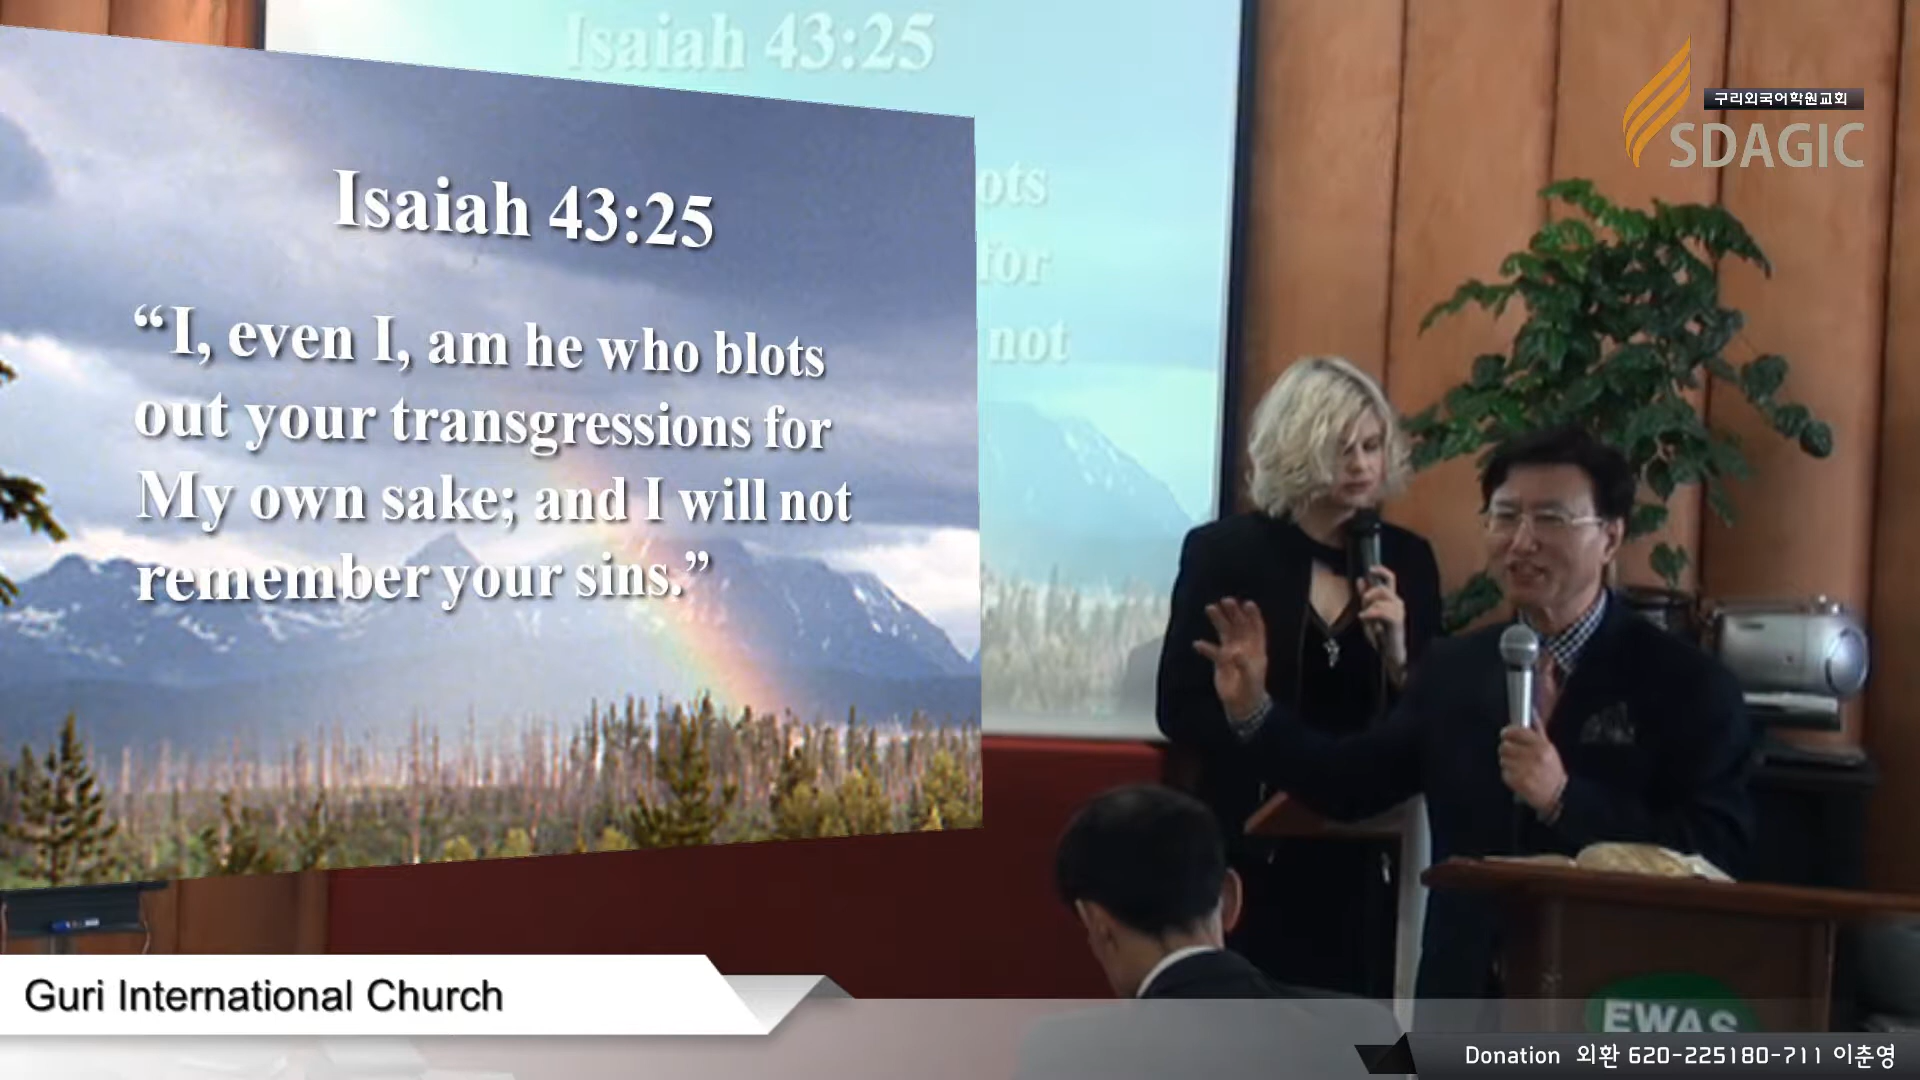 Isaiah 43:25
구리외국어학원교회
SDAGIC
Isaiah 43:25
“I, even I, am he who blots
out your transgressions for
My own sake; and I will not
remember your sins.”
ots
for
not
Guri International Church
EWAS
Donation 외환 620-225180-711 이춘영